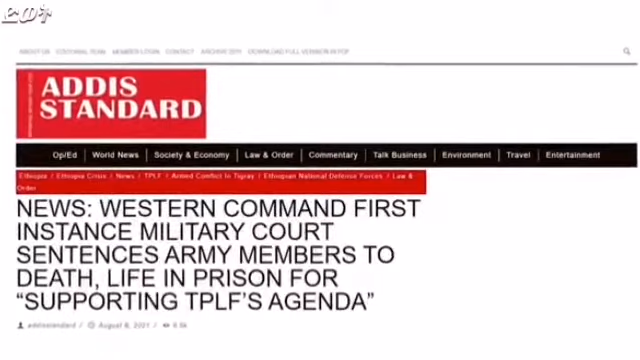 ABOUT US EDITORIAL TEAM MEMBER LOGIN CONTACT ARCHIVE 2011 DOWNLOAD FULL VERSION IN PDF
ADDIS
STANDARD
Op/Ed World News Society & Economy Law & Order Commentary Talk Business Environment Travel Entertainment
Ethiopia / Ethiopia Crisis / News / TPLF / Armed Conflict In Tigray / Ethiopian National Defense Forces / Law &
Order
NEWS: WESTERN COMMAND FIRST
INSTANCE MILITARY COURT
SENTENCES ARMY MEMBERS TO
DEATH, LIFE IN PRISON FOR
“SUPPORTING TPLF’S AGENDA”
addisstandard / August 6, 2021 /